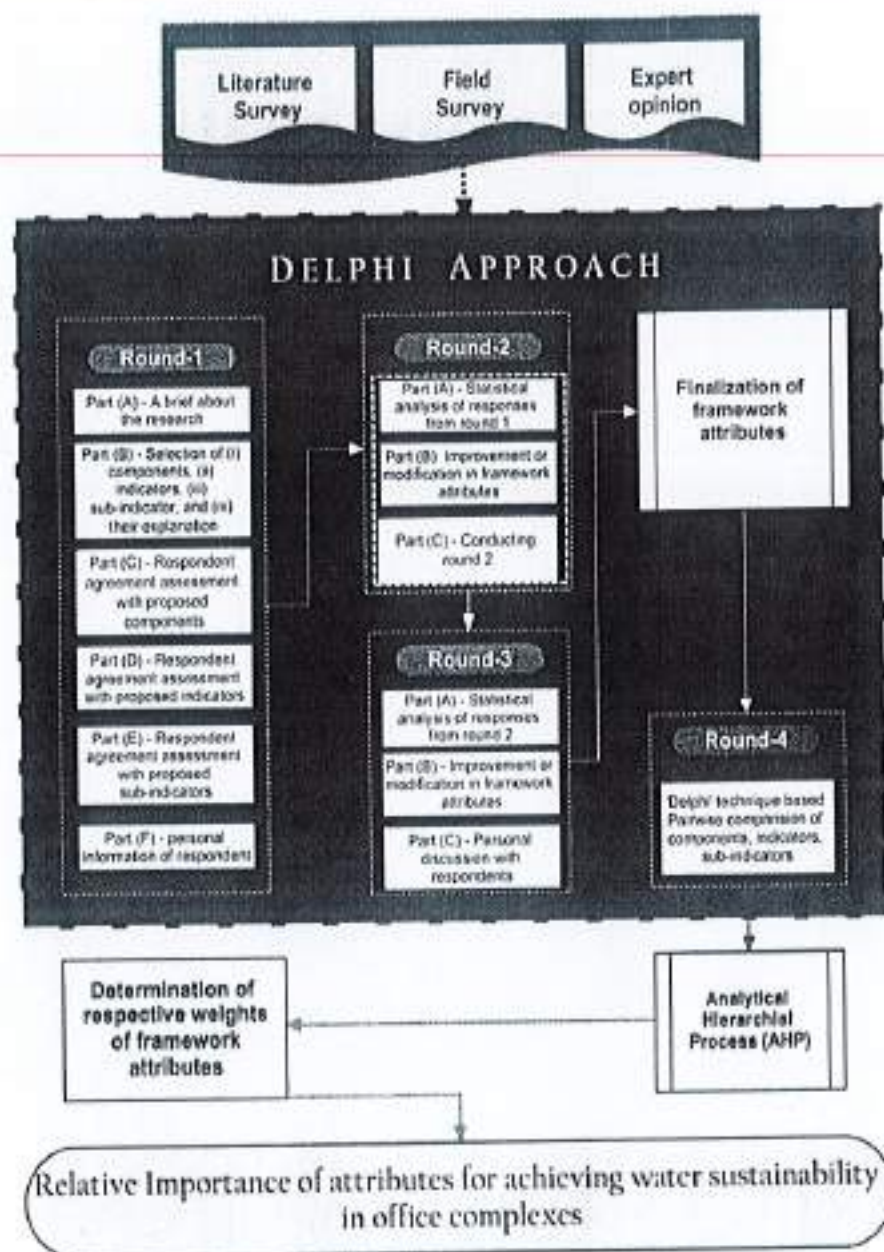 Literature
Survey
Field
Survey
Expert
opinion
DELPHI APPROACH
Round-1
Part (A) - A brief about
the research
Part (B) - Selection of (i)
components, (ii)
indicators, (iii)
sub-indicator, and (iv)
their explanation
Part (C) - Respondent
agreement assessment
with proposed
components
Part (D) - Respondent
agreement assessment
with proposed indicators
Part (E) - Respondent
agreement assessment
with proposed
sub-indicators
Part (F) - personal
information of respondent
Round-2
Part (A) - Statistical
analysis of responses
from round 1
Part (B) Improvement or
modification in framework
attributes
Part (C) - Conducting
round 2
Round-3
Part (A) - Statistical
analysis of responses
from round 2
Part (B) - Improvement or
modification in framework
attributes
Part (C) - Personal
discussion with
respondents
Finalization of
framework
attributes
Round-4
'Delphi' technique based
Pairwise comparision of
components, indicators,
sub-indicators
Analytical
Hierarchial
Process (AHP)
Determination of
respective weights
of framework
attributes
Relative Importance of attributes for achieving water sustainability
in office complexes